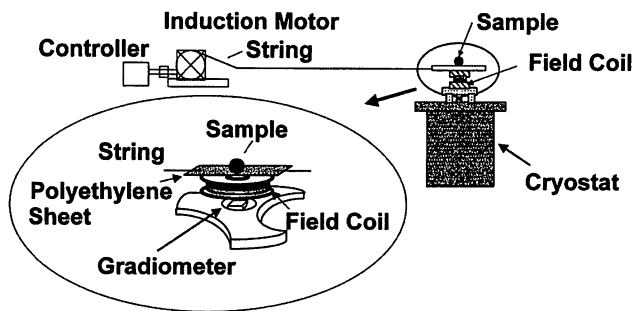 Induction Motor
Sample
Controller
String
Field Coil
Sample
String
Polyethylene
Sheet
Cryostat
Field Coil
Gradiometer